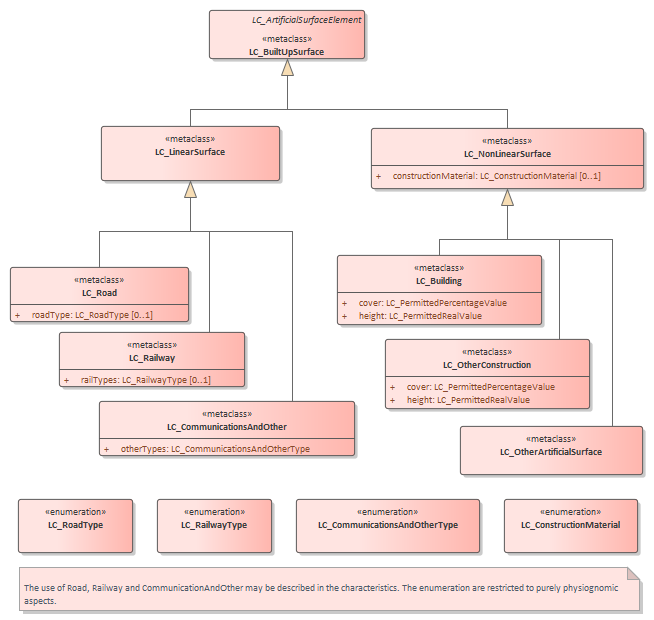 LC_ArtificialSurfaceElement
«metaclass»
LC_BuiltUpSurface
«metaclass»
LC_LinearSurface
«metaclass»
LC_NonLinearSurface
+ constructionMaterial: LC_ConstructionMaterial [0..1]
«metaclass»
LC_Road
+ roadType: LC_RoadType [0..1]
«metaclass»
LC_Railway
+ railTypes: LC_RailwayType [0..1]
«metaclass»
LC_CommunicationsAndOther
+ otherTypes: LC_CommunicationsAndOtherType
«metaclass»
LC_Building
+ cover: LC_PermittedPercentageValue
+ height: LC_PermittedRealValue
«metaclass»
LC_OtherConstruction
+ cover: LC_PermittedPercentageValue
+ height: LC_PermittedRealValue
«metaclass»
LC_OtherArtificialSurface
«enumeration»
LC_RoadType
«enumeration»
LC_RailwayType
«enumeration»
LC_CommunicationsAndOtherType
«enumeration»
LC_ConstructionMaterial
The use of Road, Railway and CommunicationAndOther may be described in the characteristics. The enumeration are restricted to purely physiognomic
aspects.